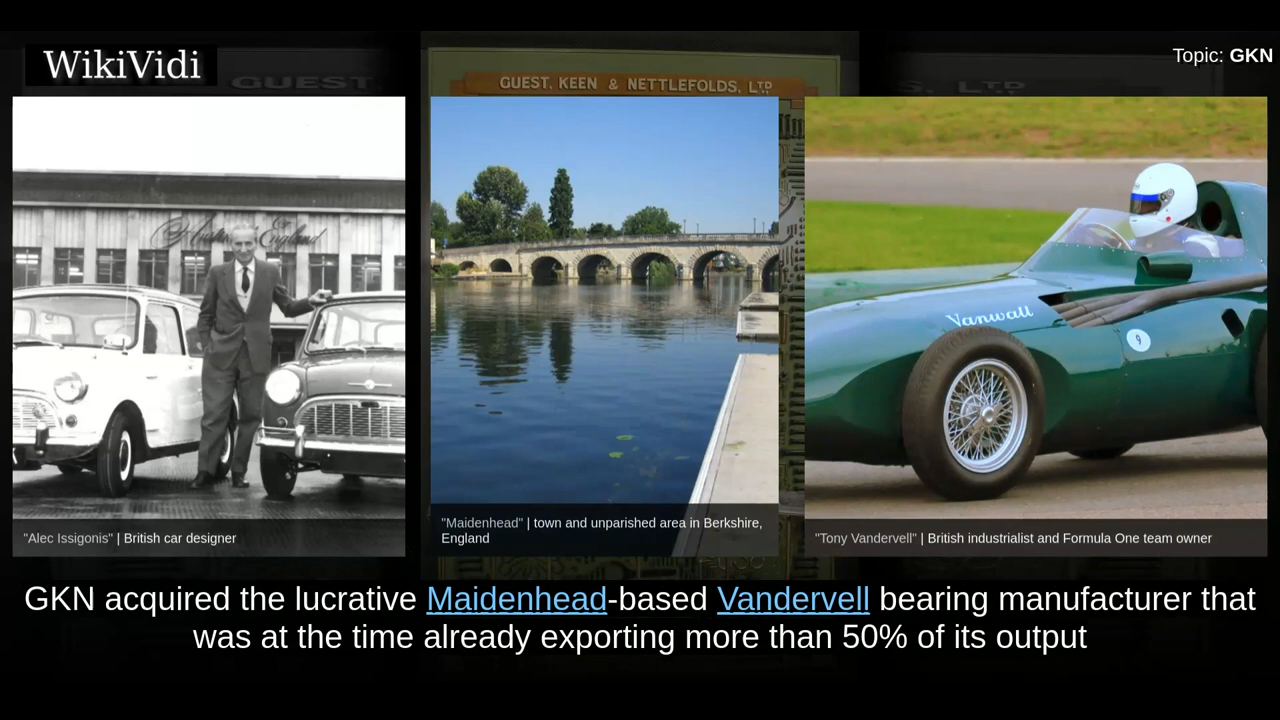 WikiVidi
Topic: GKN
GUEST, KEEN & NETTLEFOLDS, LTD
"Alec Issigonis" | British car designer
"Maidenhead" | town and unparished area in Berkshire,
England
Vanwall
9
"Tony Vandervell" | British industrialist and Formula One team owner
GKN acquired the lucrative Maidenhead-based Vandervell bearing manufacturer that
was at the time already exporting more than 50% of its output